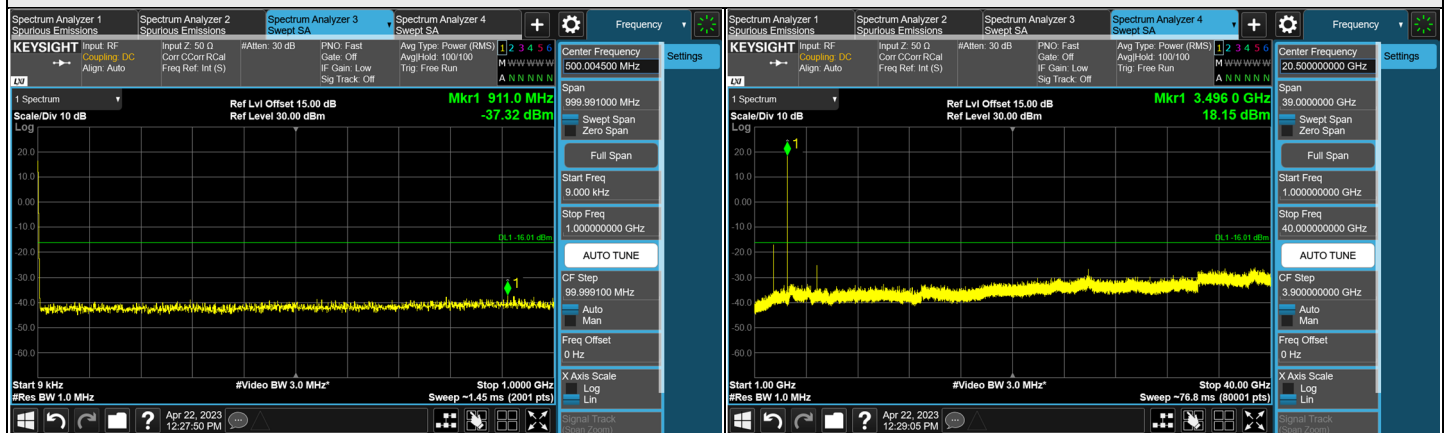 Spectrum Analyzer 1
Spurious Emissions
Spectrum Analyzer 2
Spurious Emissions
Spectrum Analyzer 3
Swept SA
Spectrum Analyzer 4
Swept SA
+
Frequency
KEYSIGHT
LXI
Input: RF
Coupling: DC
Align: Auto
Input Z: 50 Ω
Corr CCorr RCal
Freq Ref: Int (S)
#Atten: 30 dB
PNO: Fast
Gate: Off
IF Gain: Low
Sig Track: Off
Avg Type: Power (RMS)
Avg|Hold: 100/100
Trig: Free Run
1 2 3 4 5 6
M W W W W W
A N N N N N
1 Spectrum
Scale/Div 10 dB
Ref Lvl Offset 15.00 dB
Ref Level 30.00 dBm
Mkr1 911.0 MHz
-37.32 dBm
Log
20.0
10.0
0.00
-10.0
-20.0
-30.0
-40.0
-50.0
-60.0
DL1 -16.01 dBm
1
Start 9 kHz
#Res BW 1.0 MHz
#Video BW 3.0 MHz*
Stop 1.0000 GHz
Sweep ~1.45 ms (2001 pts)
Apr 22, 2023
12:27:50 PM
?
Center Frequency
500.004500 MHz
Span
999.991000 MHz
Swept Span
Zero Span
Full Span
Start Freq
9.000 kHz
Stop Freq
1.000000000 GHz
AUTO TUNE
CF Step
99.999100 MHz
Auto
Man
Freq Offset
0 Hz
X Axis Scale
Log
Lin
Signal Track
(Span Zoom)
Settings
Spectrum Analyzer 1
Spurious Emissions
Spectrum Analyzer 2
Spurious Emissions
Spectrum Analyzer 3
Swept SA
Spectrum Analyzer 4
Swept SA
+
Frequency
KEYSIGHT
LXI
Input: RF
Coupling: DC
Align: Auto
Input Z: 50 Ω
Corr CCorr RCal
Freq Ref: Int (S)
#Atten: 30 dB
PNO: Fast
Gate: Off
IF Gain: Low
Sig Track: Off
Avg Type: Power (RMS)
Avg|Hold: 100/100
Trig: Free Run
1 2 3 4 5 6
M W W W W W
A N N N N N
1 Spectrum
Scale/Div 10 dB
Ref Lvl Offset 15.00 dB
Ref Level 30.00 dBm
Mkr1 3.496 0 GHz
18.15 dBm
Log
20.0
10.0
0.00
-10.0
-20.0
-30.0
-40.0
-50.0
-60.0
1
DL1 -16.01 dBm
Start 1.00 GHz
#Res BW 1.0 MHz
#Video BW 3.0 MHz*
Stop 40.00 GHz
Sweep ~76.8 ms (80001 pts)
Apr 22, 2023
12:29:05 PM
?
Center Frequency
20.500000000 GHz
Span
39.0000000 GHz
Swept Span
Zero Span
Full Span
Start Freq
1.000000000 GHz
Stop Freq
40.000000000 GHz
AUTO TUNE
CF Step
3.900000000 GHz
Auto
Man
Freq Offset
0 Hz
X Axis Scale
Log
Lin
Signal Track
(Span Zoom)
Settings